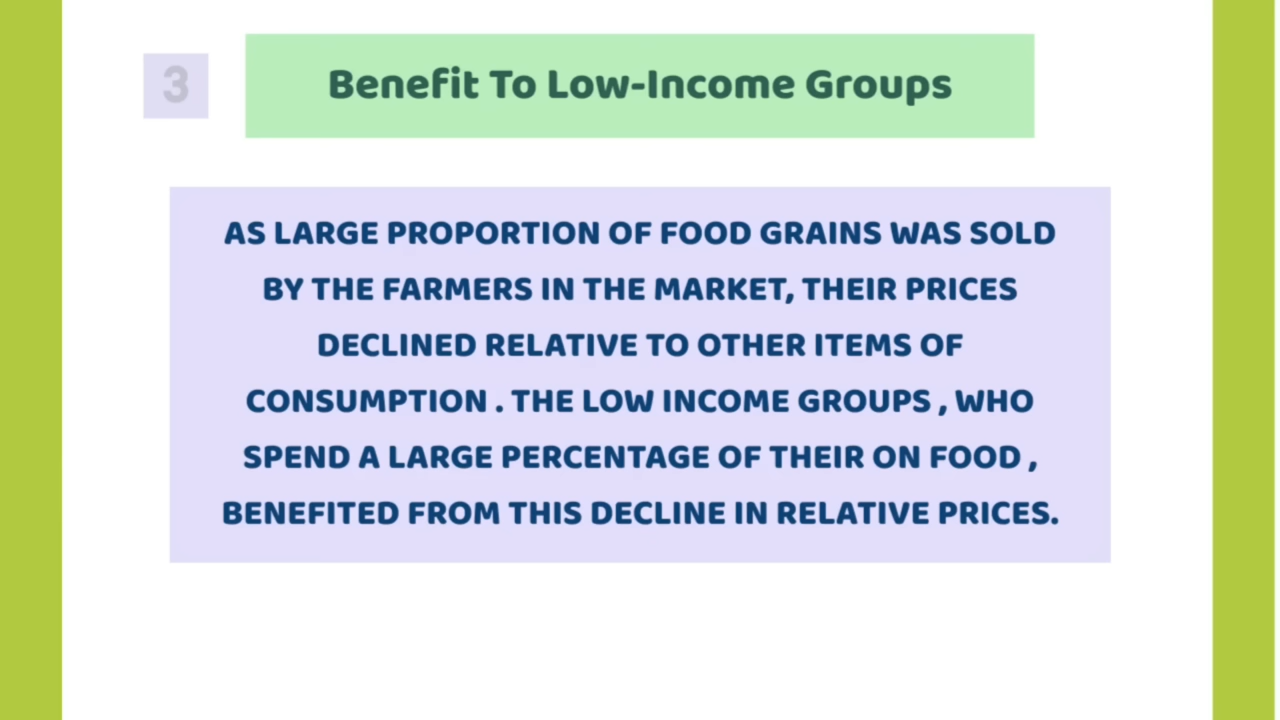 3
Benefit To Low-Income Groups
AS LARGE PROPORTION OF FOOD GRAINS WAS SOLD
BY THE FARMERS IN THE MARKET, THEIR PRICES
DECLINED RELATIVE TO OTHER ITEMS OF
CONSUMPTION . THE LOW INCOME GROUPS , WHO
SPEND A LARGE PERCENTAGE OF THEIR ON FOOD ,
BENEFITED FROM THIS DECLINE IN RELATIVE PRICES.